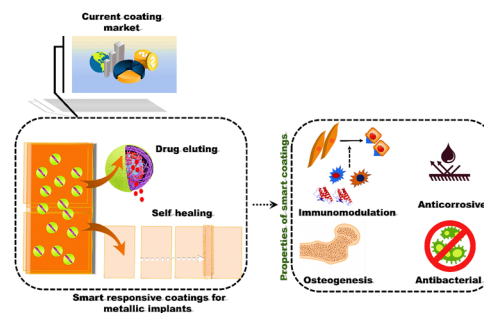 Current coating
market
Drug eluting
Self healing
Smart responsive coatings for
metallic implants
Properties of smart coatings
Immunomodulation
Anticorrosive
Osteogenesis
Antibacterial